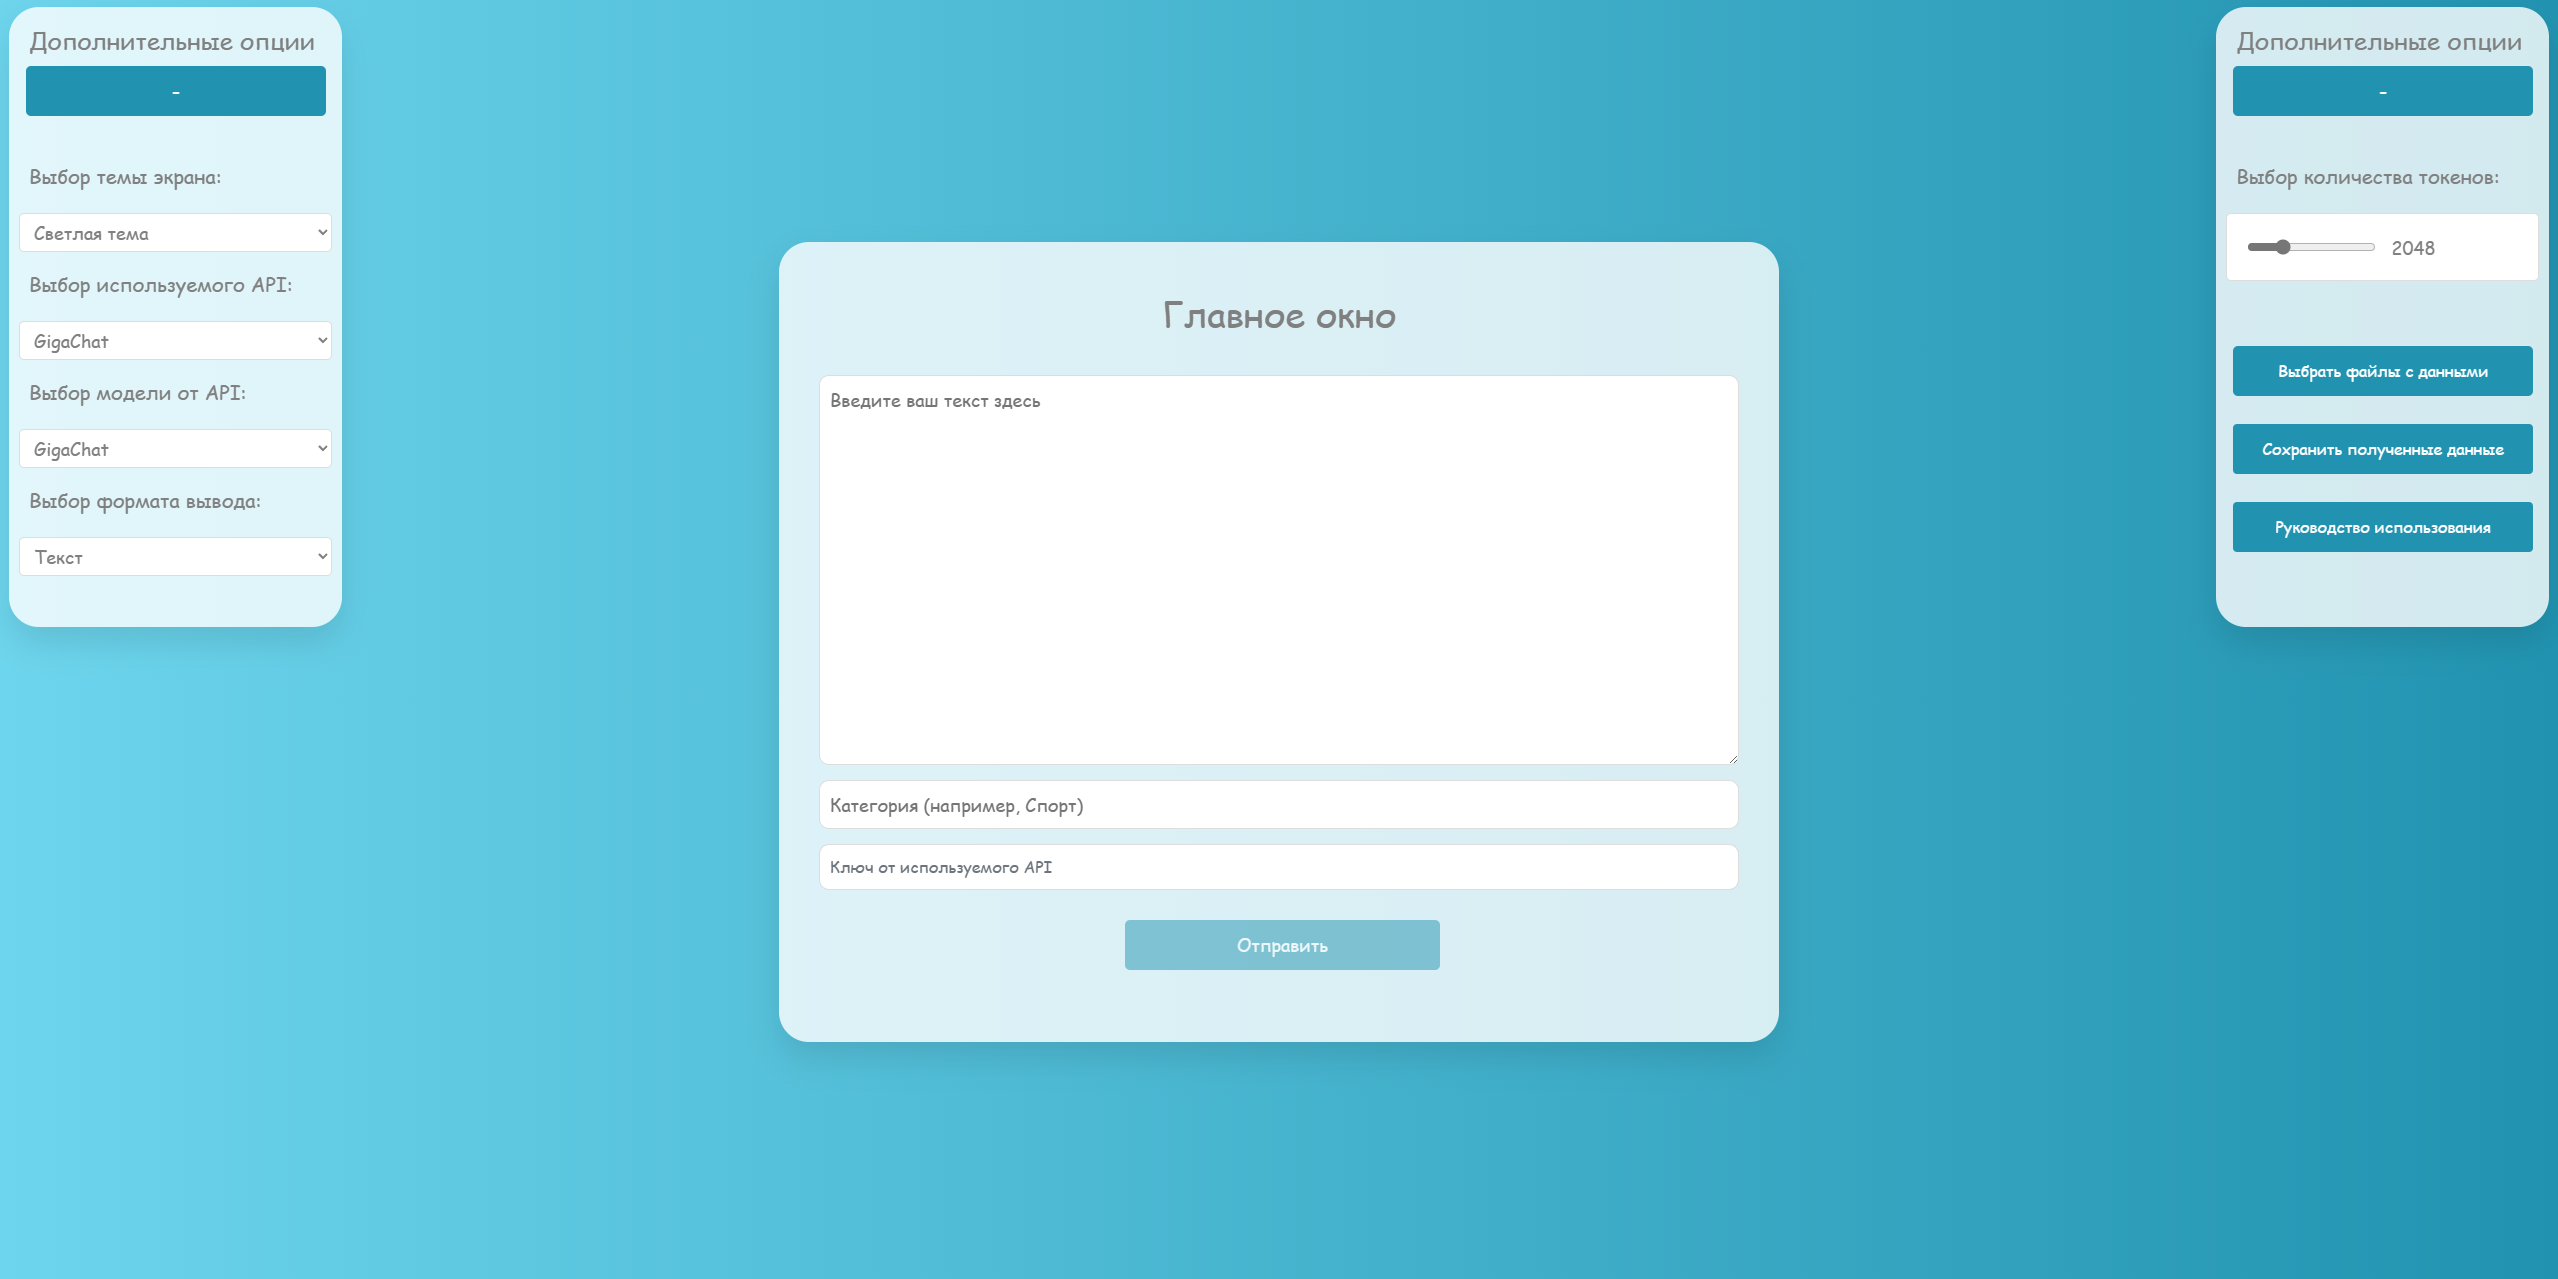 Дополнительные опции
-
Выбор темы экрана:
Светлая тема
Выбор используемого API:
GigaChat
Выбор модели от API:
GigaChat
Выбор формата вывода:
Текст
Главное окно
Введите ваш текст здесь
Категория (например, Спорт)
Ключ от используемого API
Отправить
Дополнительные опции
-
Выбор количества токенов:
2048
Выбрать файлы с данными
Сохранить полученные данные
Руководство использования